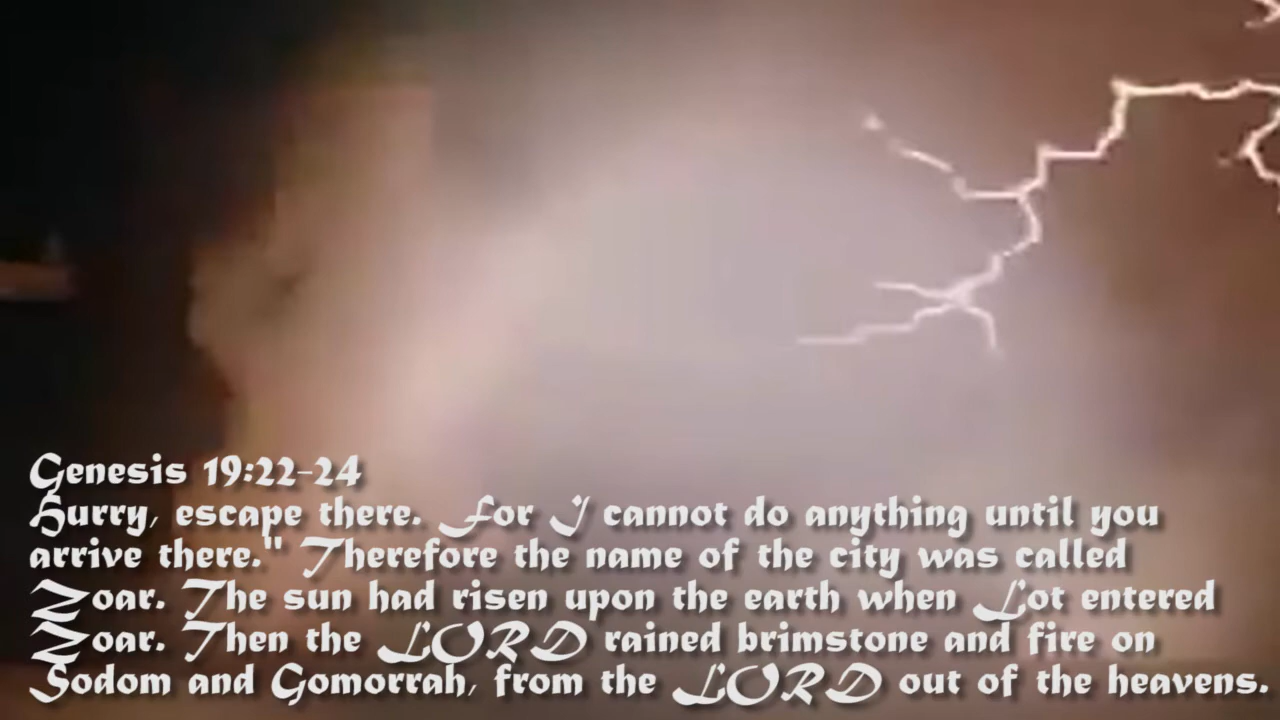 Genesis 19:22-24
Hurry, escape there. For I cannot do anything until you
arrive there." Therefore the name of the city was called
Zoar. The sun had risen upon the earth when Lot entered
Zoar. Then the LORD rained brimstone and fire on
Sodom and Gomorrah, from the LORD out of the heavens.